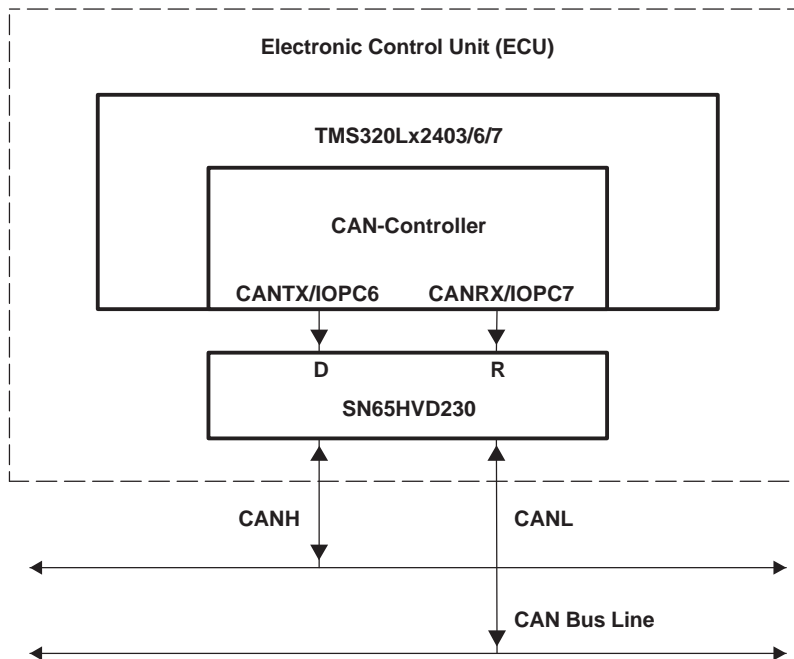 Electronic Control Unit (ECU)
TMS320Lx2403/6/7
CAN-Controller
CANTX/IOPC6 CANRX/IOPC7
D R
SN65HVD230
CANH CANL
CAN Bus Line